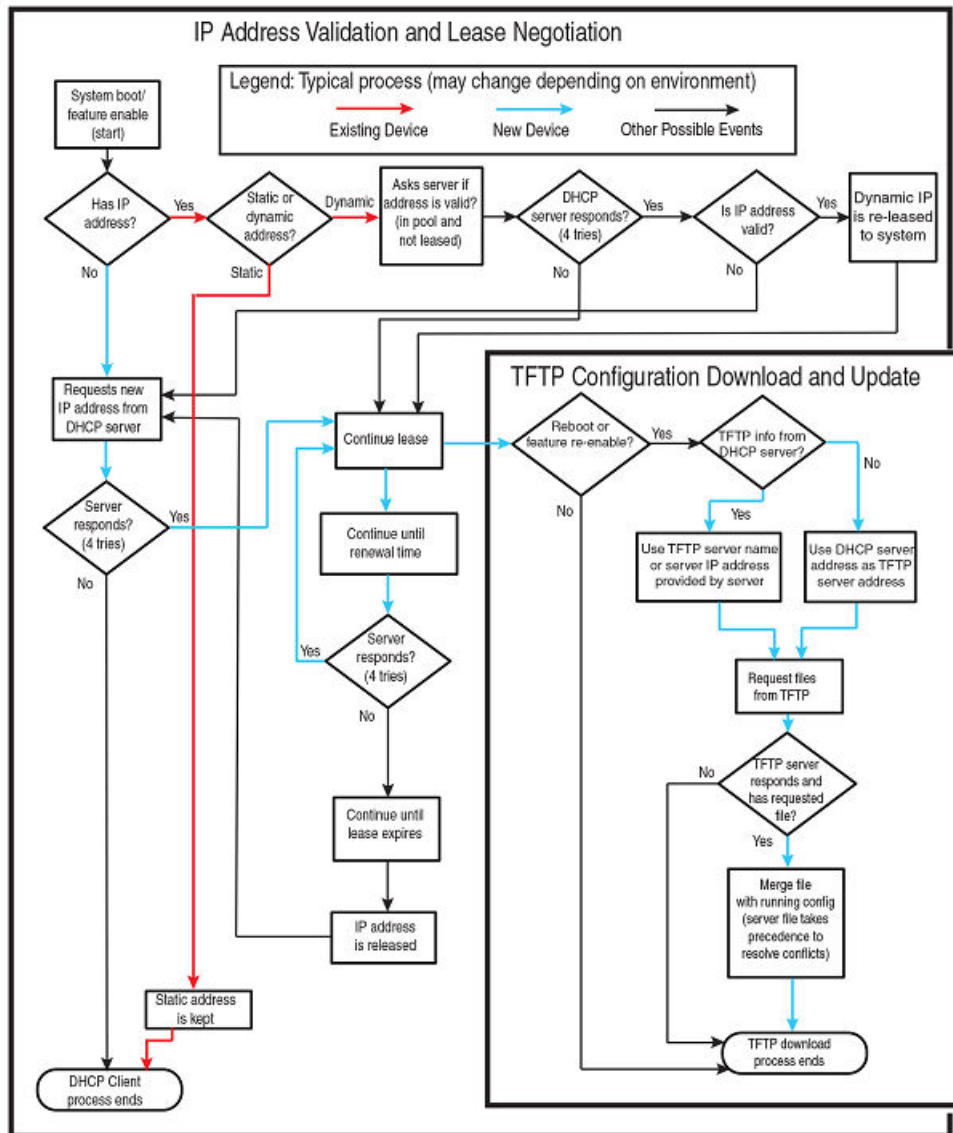 IP Address Validation and Lease Negotiation
Legend: Typical process (may change depending on environment)
Existing Device
New Device
Other Possible Events
System boot/
feature enable
(start)
Has IP
address?
Yes
No
Static or
dynamic
address?
Dynamic
Static
Asks server if
address is valid?
(in pool and
not leased)
DHCP
server responds?
(4 tries)
Yes
No
Is IP address
valid?
Yes
No
Dynamic IP
is re-leased
to system
Requests new
IP address from
DHCP server
Server
responds?
(4 tries)
Yes
No
Continue lease
Continue until
renewal time
Server
responds?
(4 tries)
Yes
No
Continue until
lease expires
IP address
is released
Static address
is kept
DHCP Client
process ends
TFTP Configuration Download and Update
Reboot or
feature re-enable?
Yes
No
TFTP info from
DHCP server?
Yes
No
Use TFTP server name
or server IP address
provided by server
Use DHCP server
address as TFTP
server address
Request files
from TFTP
TFTP server
responds and
has requested
file?
No
Yes
Merge file
with running config
(server file takes
precedence to
resolve conflicts)
TFTP download
process ends